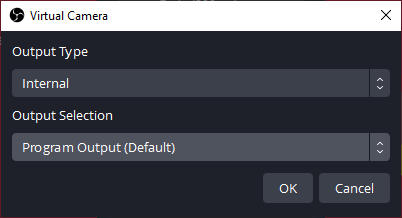 Virtual Camera
Output Type
Internal
Output Selection
Program Output (Default)
OK
Cancel